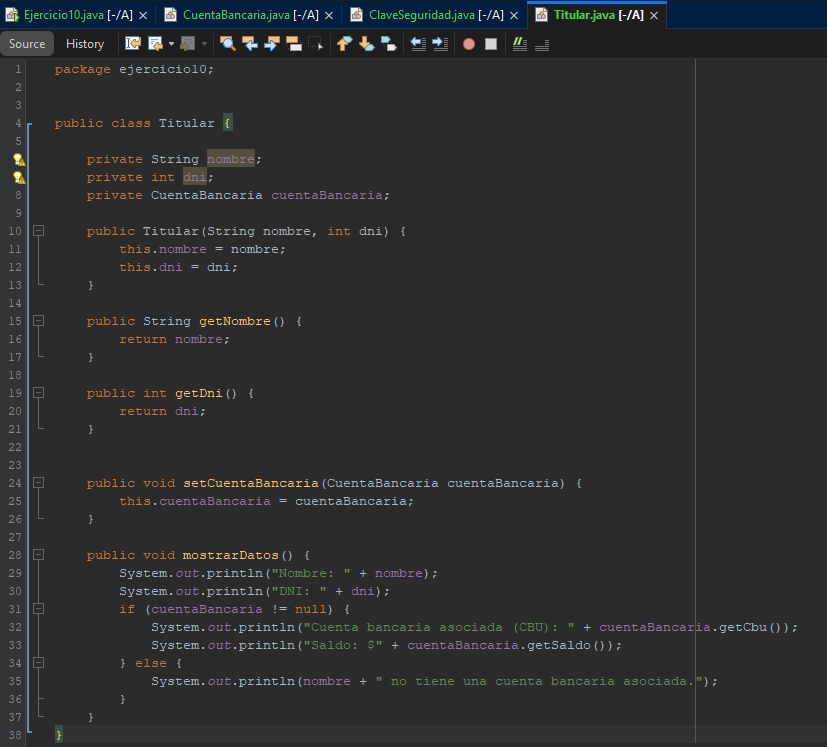 Ejercicio10.java [-/A] CuentaBancaria.java [-/A] ClaveSeguridad.java [-/A] Titular.java [-/A]
Source History
1 package ejercicio10;
2
3
4 public class Titular {
5
private String nombre;
private int dni;
8 private CuentaBancaria cuentaBancaria;
9
10 public Titular(String nombre, int dni) {
11 this.nombre = nombre;
12 this.dni = dni;
13 }
14
15 public String getNombre() {
16 return nombre;
17 }
18
19 public int getDni() {
20 return dni;
21 }
22
23
24 public void setCuentaBancaria(CuentaBancaria cuentaBancaria) {
25 this.cuentaBancaria = cuentaBancaria;
26 }
27
28 public void mostrarDatos() {
29 System.out.println("Nombre: " + nombre);
30 System.out.println("DNI: " + dni);
31 if (cuentaBancaria != null) {
32 System.out.println("Cuenta bancaria asociada (CBU): " + cuentaBancaria.getCbu());
33 System.out.println("Saldo: $" + cuentaBancaria.getSaldo());
34 } else {
35 System.out.println(nombre + " no tiene una cuenta bancaria asociada.");
36 }
37 }
38 }